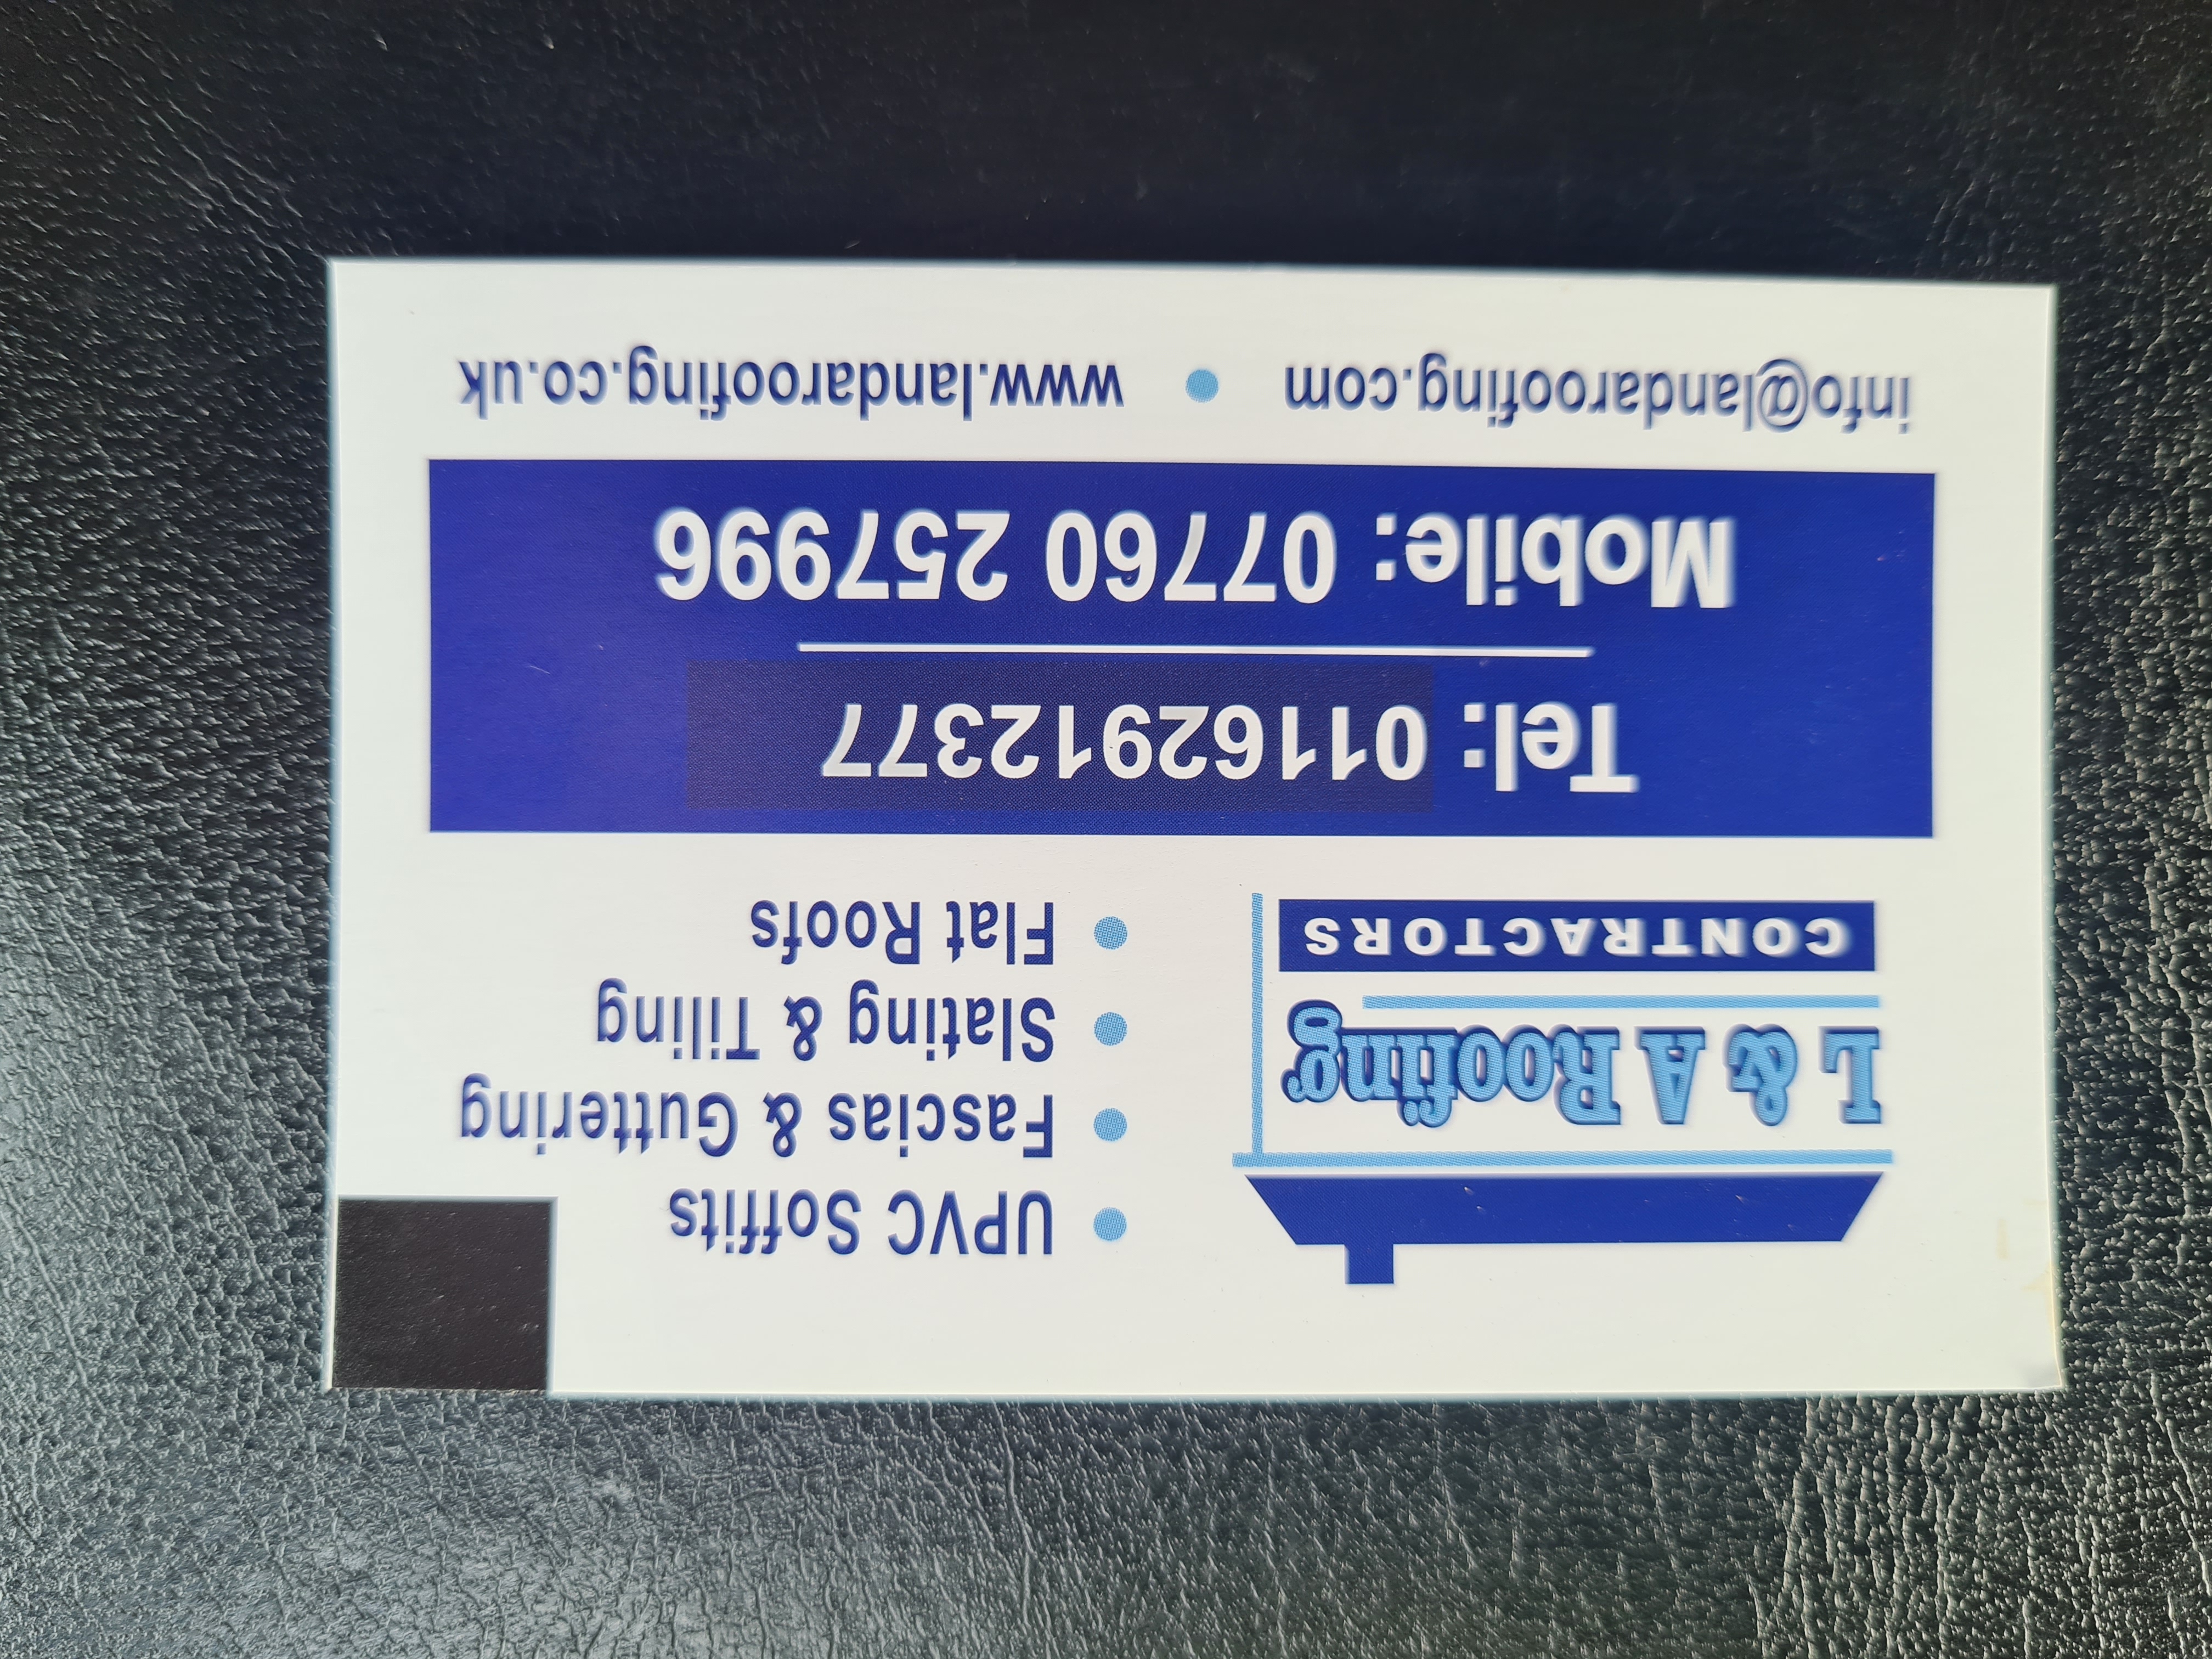 L & A Roofing
CONTRACTORS
• UPVC Soffits
• Fascias & Guttering
• Slating & Tiling
• Flat Roofs
Tel: 01162912377
Mobile: 07760 257996
info@landaroofing.com • www.landaroofing.co.uk